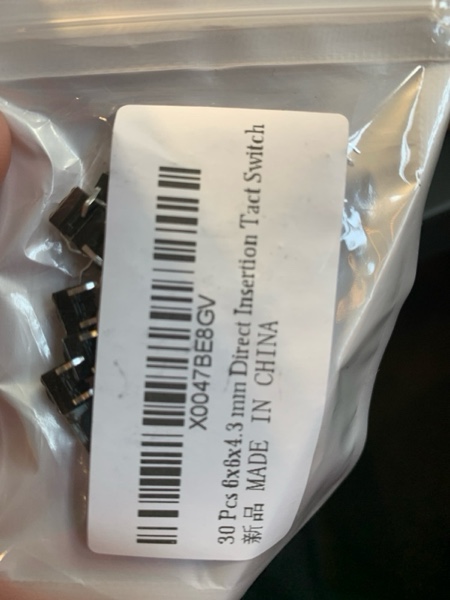 X0047BE8GV
30 Pcs 6x6x4.3 mm Direct Insertion Tact Switch
新品 MADE IN CHINA